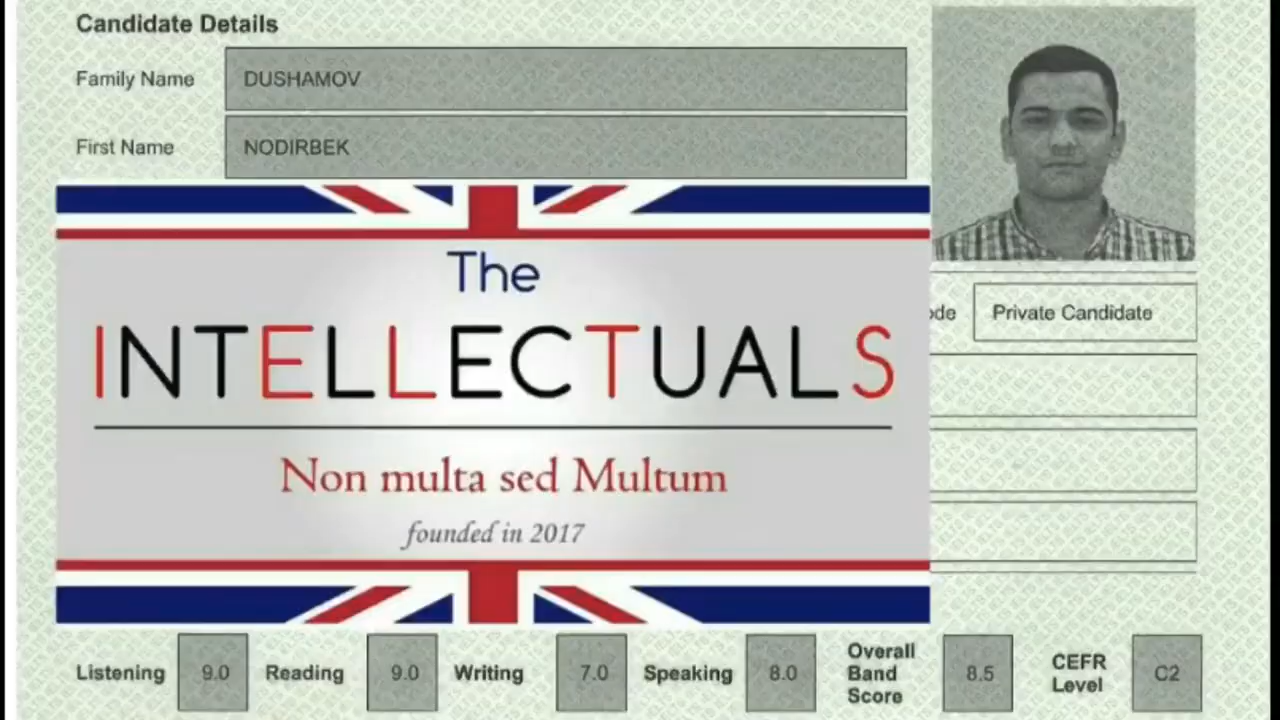 Candidate Details
Family Name DUSHAMOV
First Name NODIRBEK
The
INTELLECTUALS
Non multa sed Multum
founded in 2017
Private Candidate
Listening 9.0 Reading 9.0 Writing 7.0 Speaking 8.0 Overall Band Score 8.5 CEFR Level C2